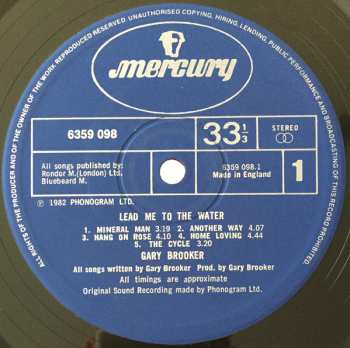 ALL RIGHTS OF THE PRODUCER AND OF THE OWNER OF THE WORK REPRODUCED RESERVED. UNAUTHORISED COPYING, HIRING, LENDING, PUBLIC PERFORMANCE AND BROADCASTING OF THIS RECORD PROHIBITED.
mercury
6359 098
33 1/3
STEREO
All songs published by:
Rondor M.(London) Ltd.
Bluebeard M.
6359 098.1
Made in England
1
℗ 1982 PHONOGRAM LTD.
LEAD ME TO THE WATER
1. MINERAL MAN 3.19 2. ANOTHER WAY 4.07
3. HANG ON ROSE 4.10 4. HOME LOVING 4.44
5. THE CYCLE 3.20
GARY BROOKER
All songs written by Gary Brooker Prod. by Gary Brooker
All timings are approximate
Original Sound Recording made by Phonogram Ltd.